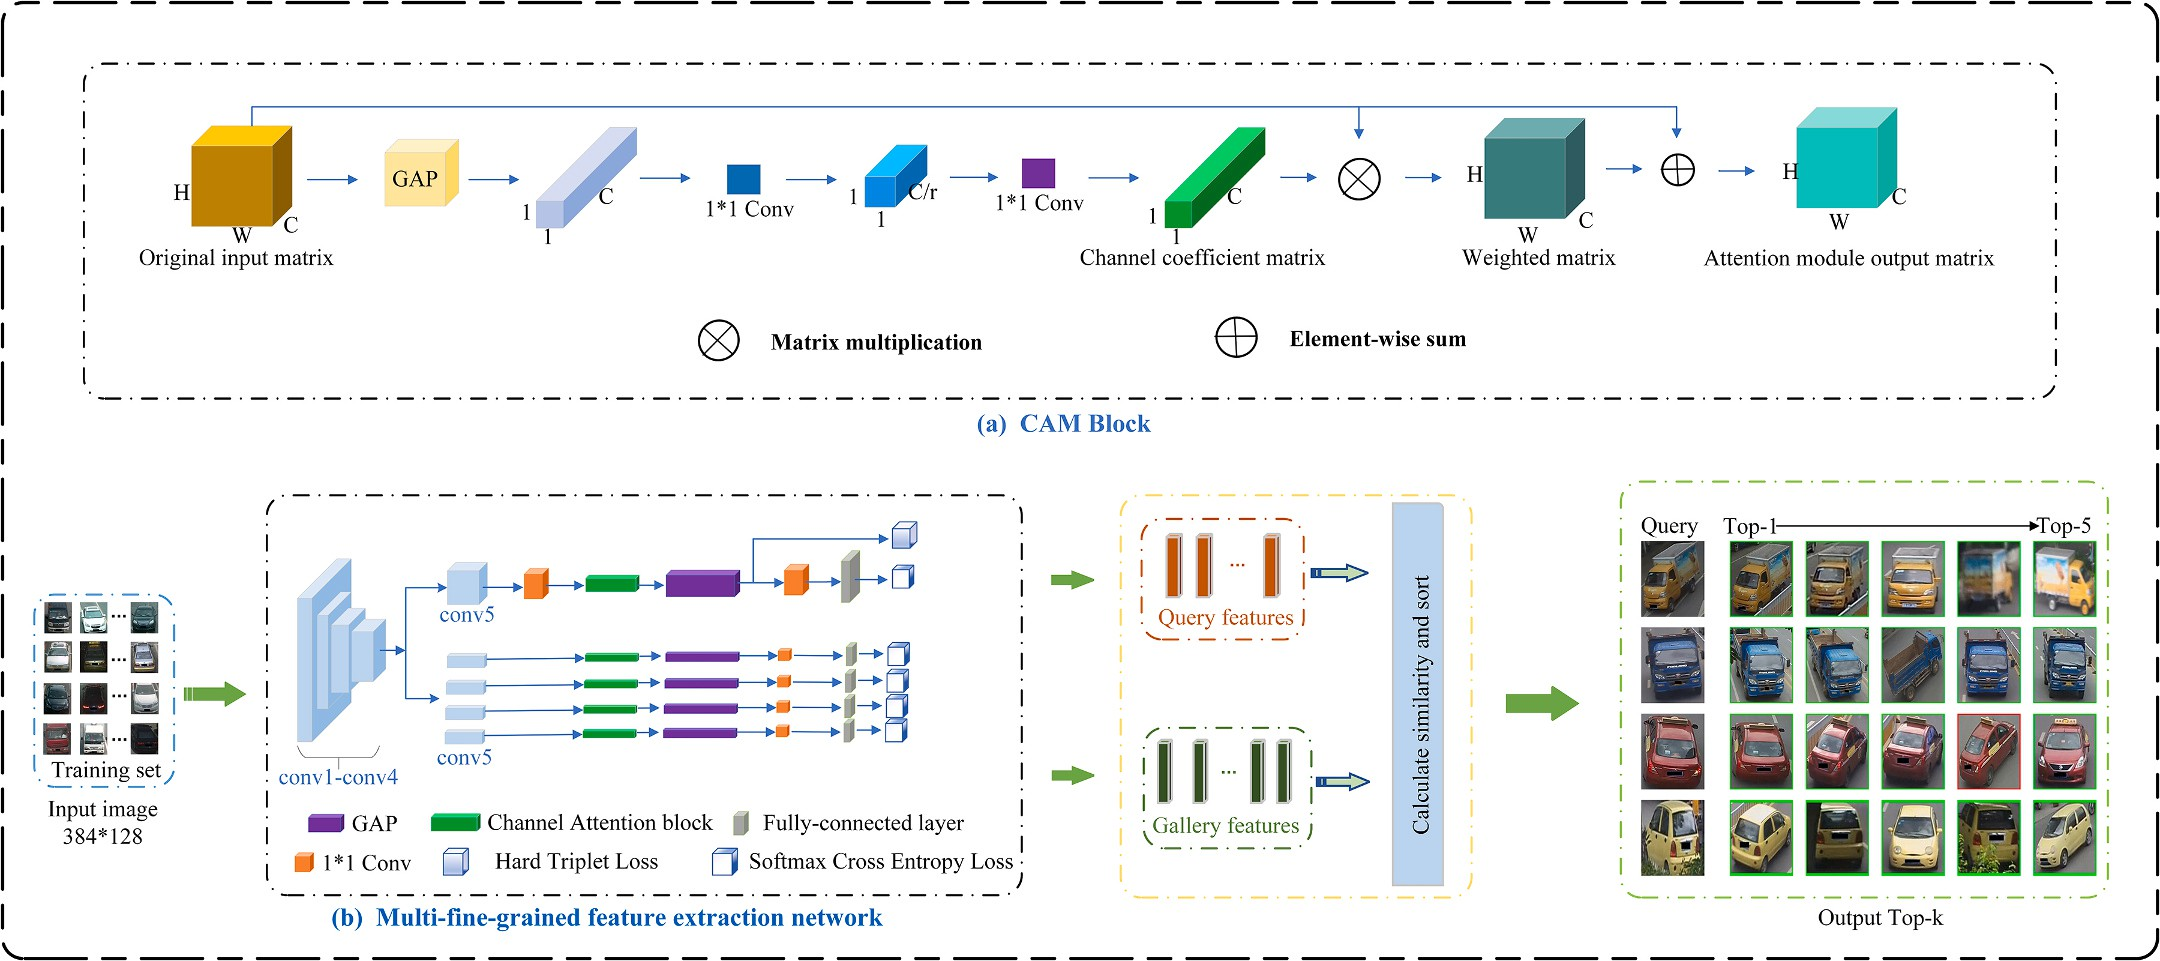 H
W
C
Original input matrix
GAP
1
1
C
1*1 Conv
1
1
C/r
1*1 Conv
1
1
C
Channel coefficient matrix
H
W
C
Weighted matrix
H
W
C
Attention module output matrix
Matrix multiplication
Element-wise sum
(a) CAM Block
Training set
Input image
384*128
conv1-conv4
conv5
conv5
GAP
Channel Attention block
Fully-connected layer
1*1 Conv
Hard Triplet Loss
Softmax Cross Entropy Loss
(b) Multi-fine-grained feature extraction network
Query features
Gallery features
Calculate similarity and sort
Query
Top-1
Top-5
Output Top-k